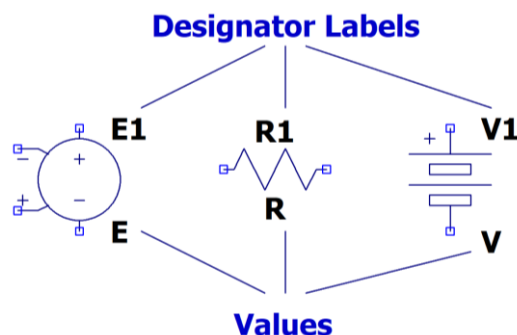 Designator Labels
E1
R1
V1
+
−
+
+
−
E
R
V
Values